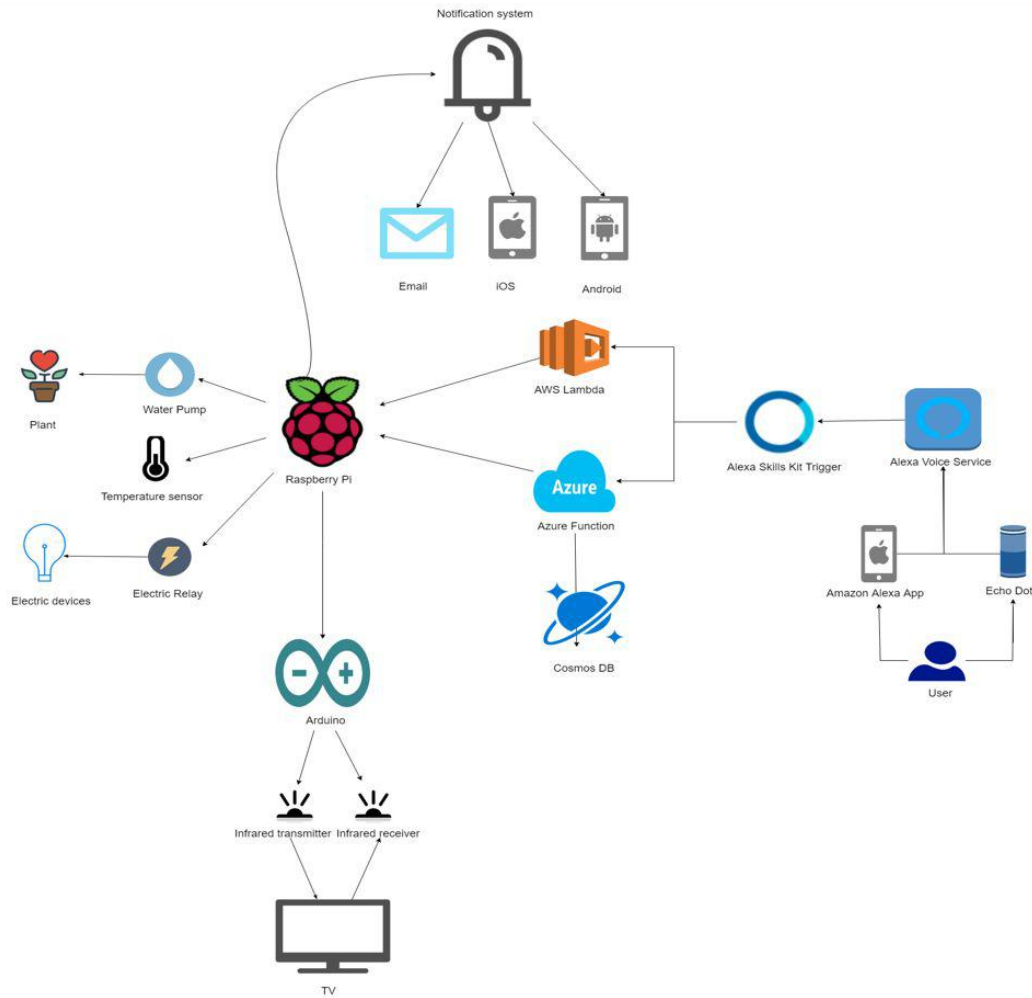 Notification system
Email
iOS
Android
AWS Lambda
Plant
Water Pump
Alexa Skills Kit Trigger
Alexa Voice Service
Raspberry Pi
Temperature sensor
Azure
Azure Function
Electric devices
Electric Relay
Amazon Alexa App
Echo Dot
Cosmos DB
User
Arduino
Infrared transmitter
Infrared receiver
TV